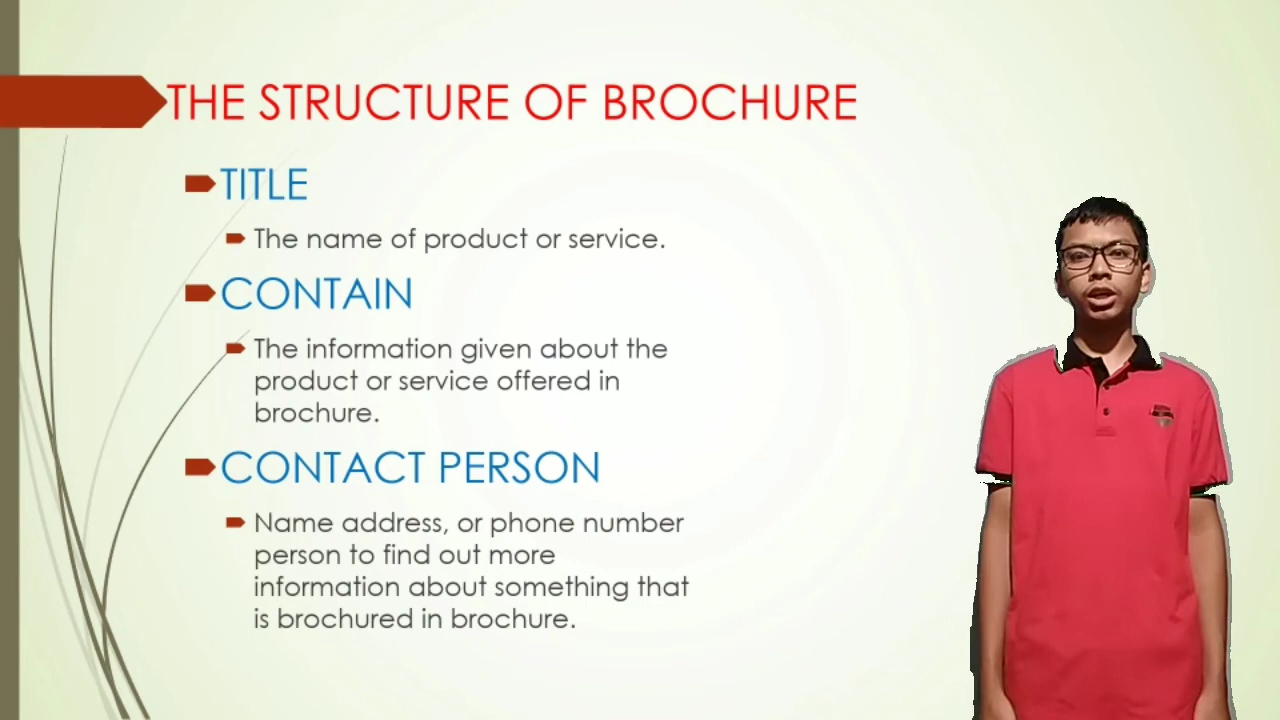 THE STRUCTURE OF BROCHURE
TITLE
The name of product or service.
CONTAIN
The information given about the
product or service offered in
brochure.
CONTACT PERSON
Name address, or phone number
person to find out more
information about something that
is brochured in brochure.